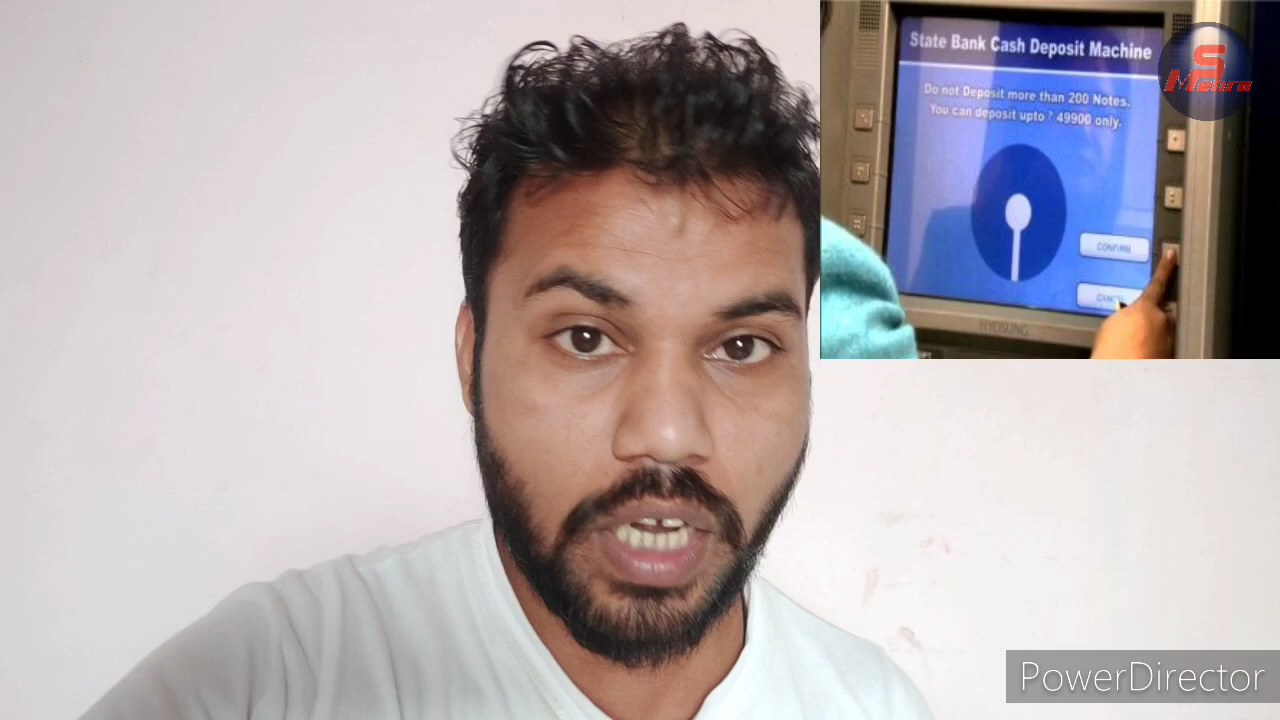 State Bank Cash Deposit Machine
Do not Deposit more than 200 Notes.
You can deposit upto ₹ 49900 only.
CONFIRM
CANCEL
HYOSUNG
S
PowerDirector